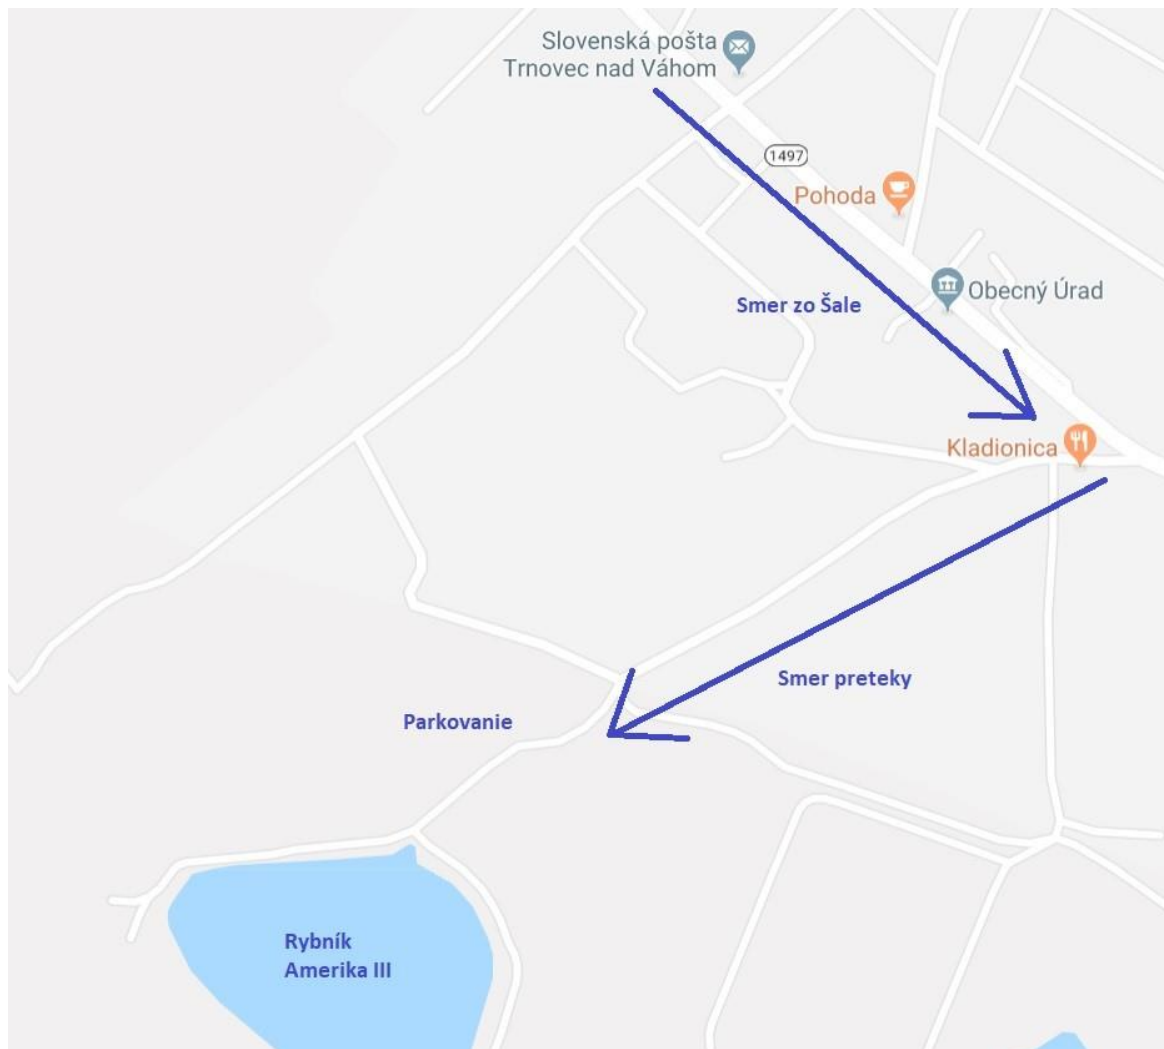 Slovenská pošta
Trnovec nad Váhom
1497
Pohoda
Obecný Úrad
Smer zo Šale
Kladionica
Smer preteky
Parkovanie
Rybník
Amerika III